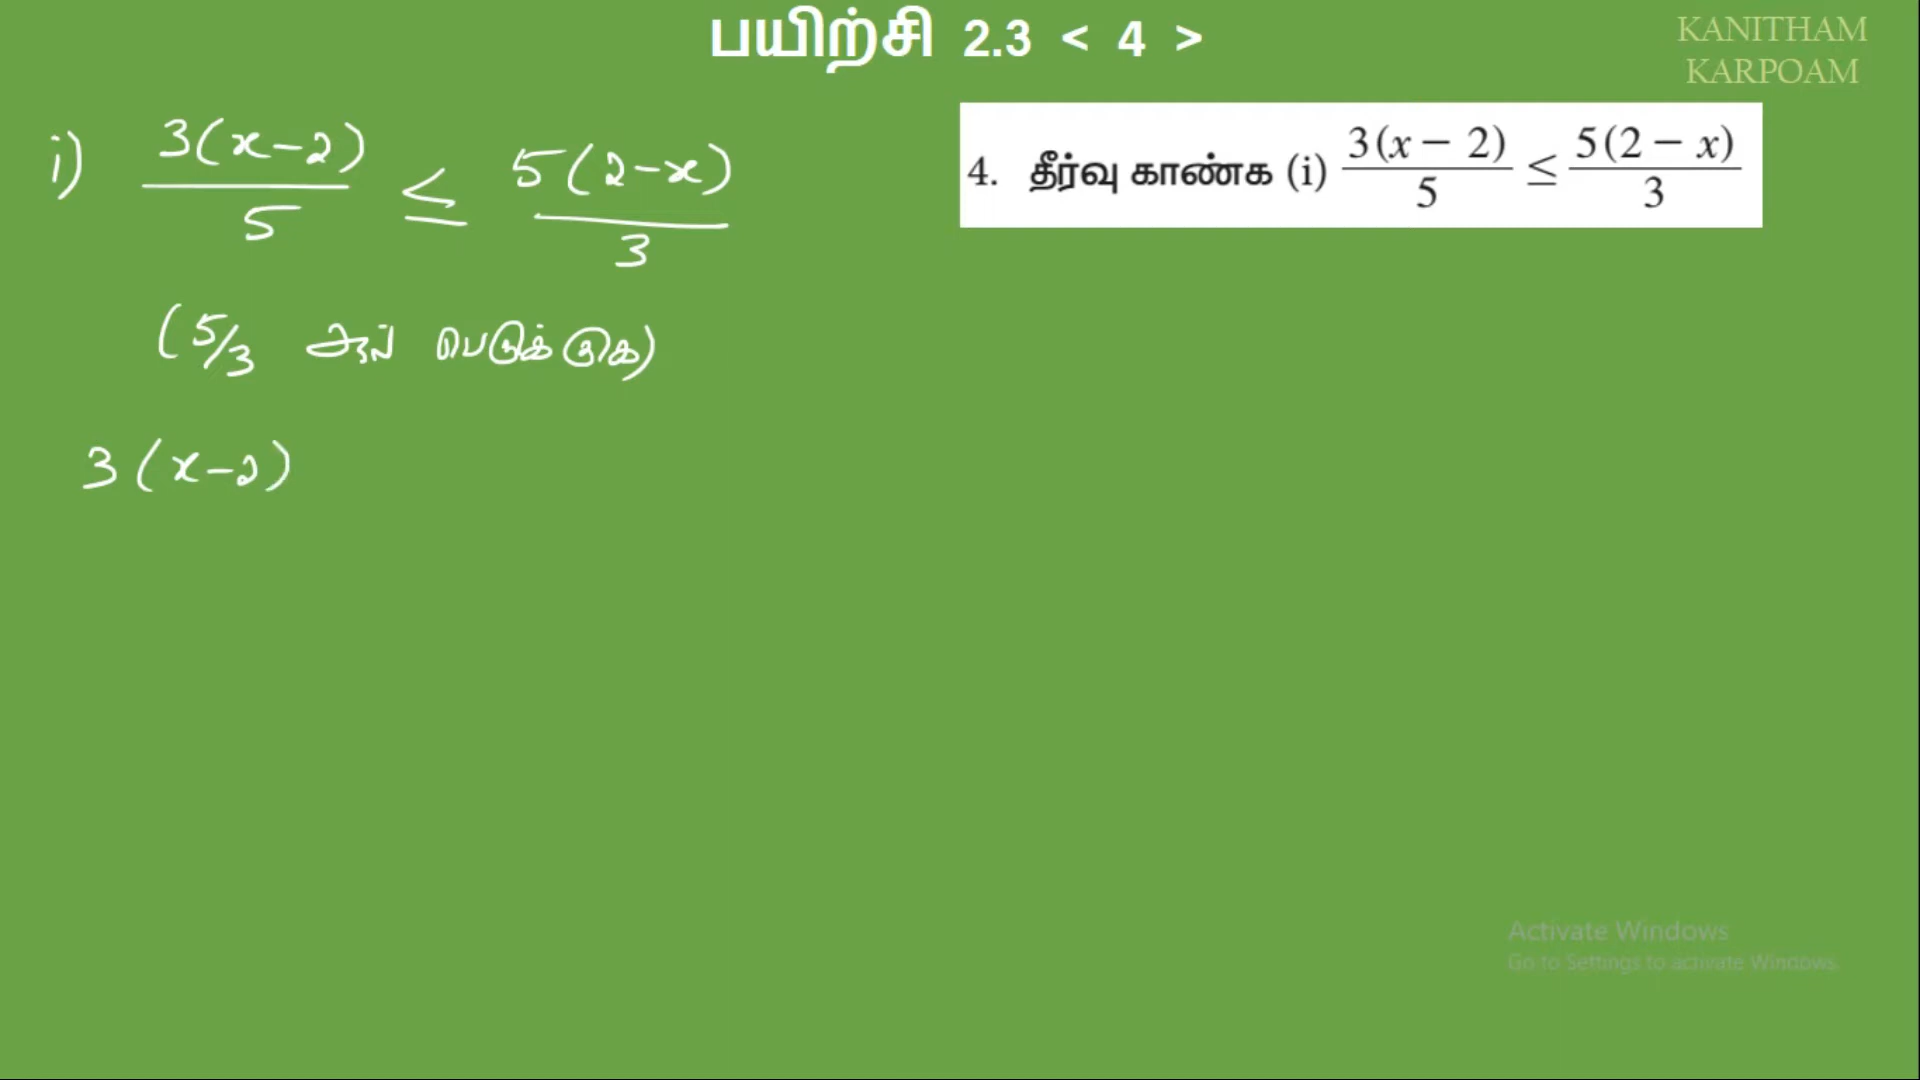 பயிற்சி 2.3 < 4 >
KANITHAM
KARPOAM
i) 3(x-2)/5 ≤ 5(2-x)/3
(5/3 ஆல் பெருக்குக)
3(x-2)
4. தீர்வு காண்க (i) 3(x − 2)/5 ≤ 5(2 − x)/3
Activate Windows
Go to Settings to activate Windows.